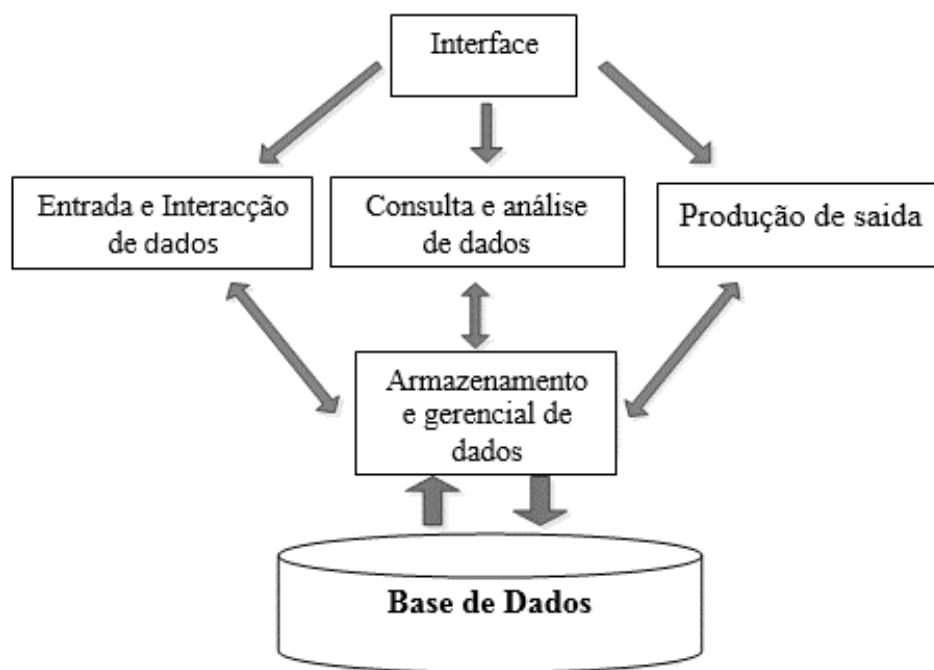 Interface
Entrada e Interacção
de dados
Consulta e análise
de dados
Produção de saida
Armazenamento
e gerencial de
dados
Base de Dados